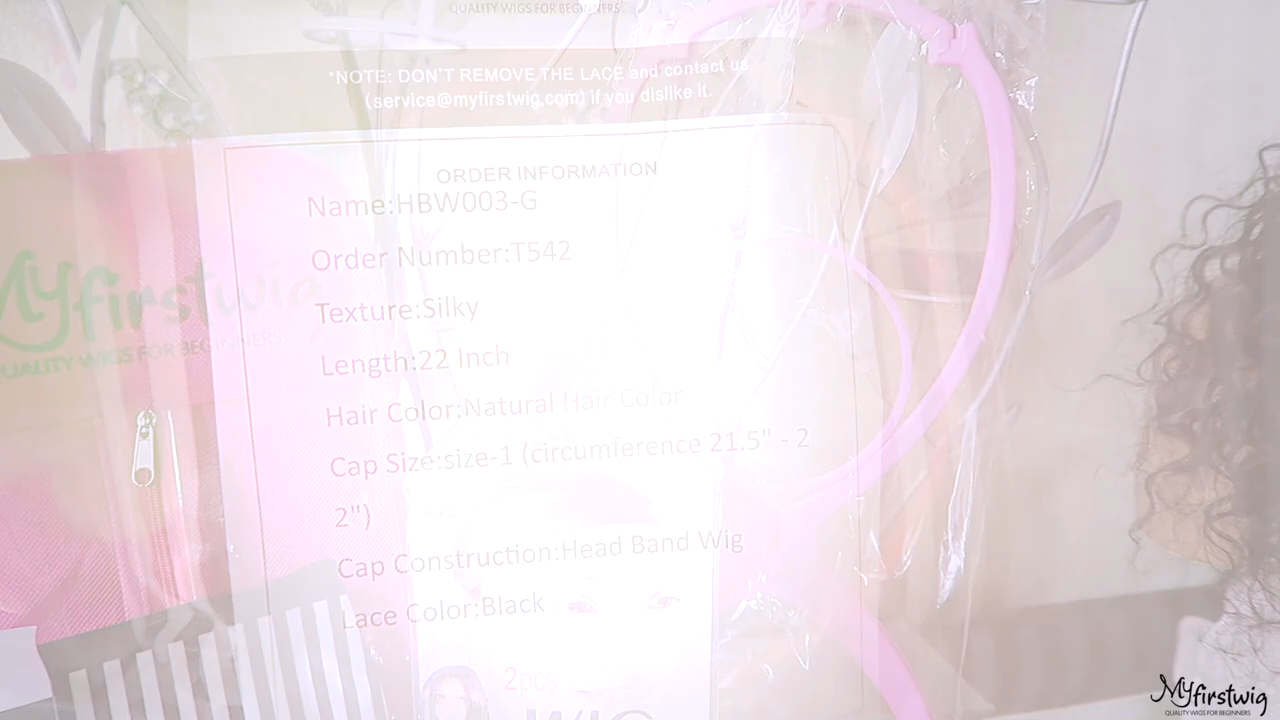 QUALITY WIGS FOR BEGINNERS
*NOTE: DON'T REMOVE THE LACE and contact us
(service@myfirstwig.com) if you dislike it.
ORDER INFORMATION
Name:HBW003-G
Order Number:T542
Texture:Silky
Length:22 Inch
Hair Color:Natural Hair Color
Cap Size:size-1 (circumference 21.5" - 2
2")
Cap Construction:Head Band Wig
Lace Color:Black
Myfirstwig
QUALITY WIGS FOR BEGINNERS
2pcs
WIG
Myfirstwig
QUALITY WIGS FOR BEGINNERS